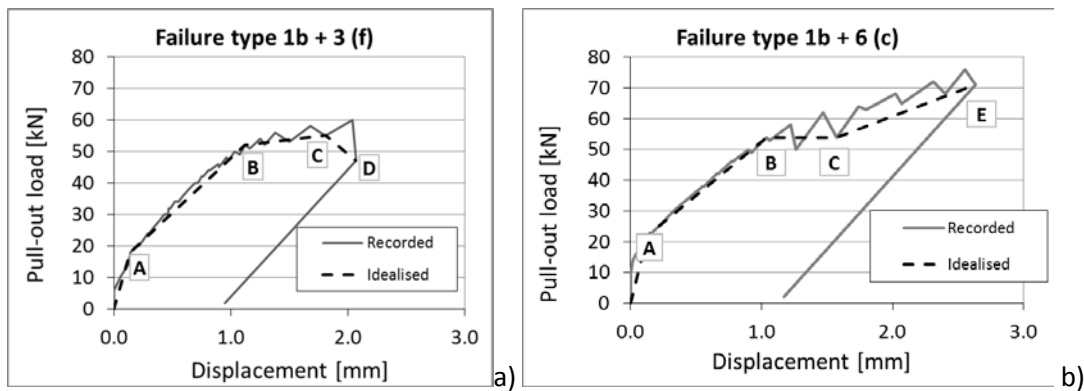 Failure type 1b + 3 (f)
Pull-out load [kN]
80
70
60
50
40
30
20
10
0
A
B
C
D
Recorded
Idealised
0.0 1.0 2.0 3.0
Displacement [mm]
a)
Failure type 1b + 6 (c)
Pull-out load [kN]
80
70
60
50
40
30
20
10
0
A
B
C
E
Recorded
Idealised
0.0 1.0 2.0 3.0
Displacement [mm]
b)